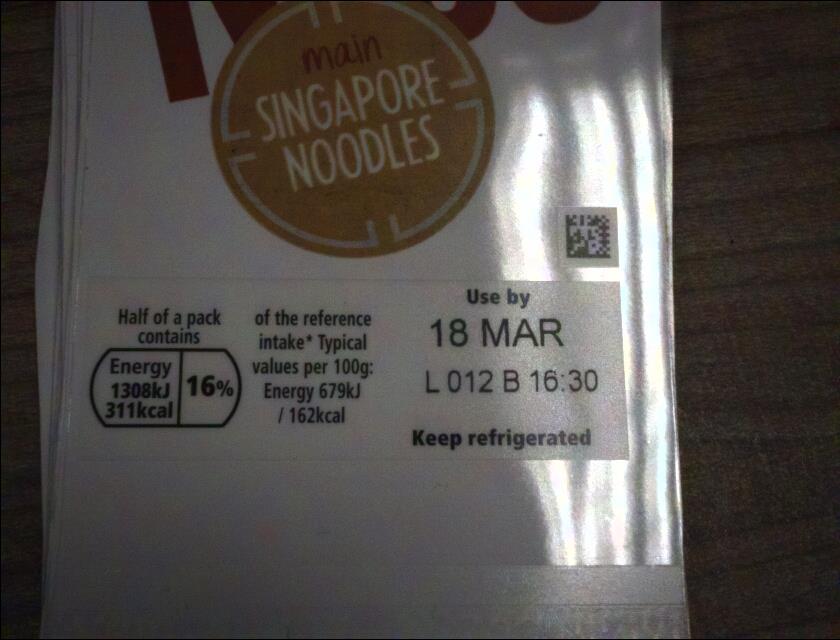 main
SINGAPORE
NOODLES
Half of a pack
contains
Energy
1308kJ
311kcal
16%
of the reference
intake* Typical
values per 100g:
Energy 679kJ
/ 162kcal
Use by
18 MAR
L 012 B 16:30
Keep refrigerated